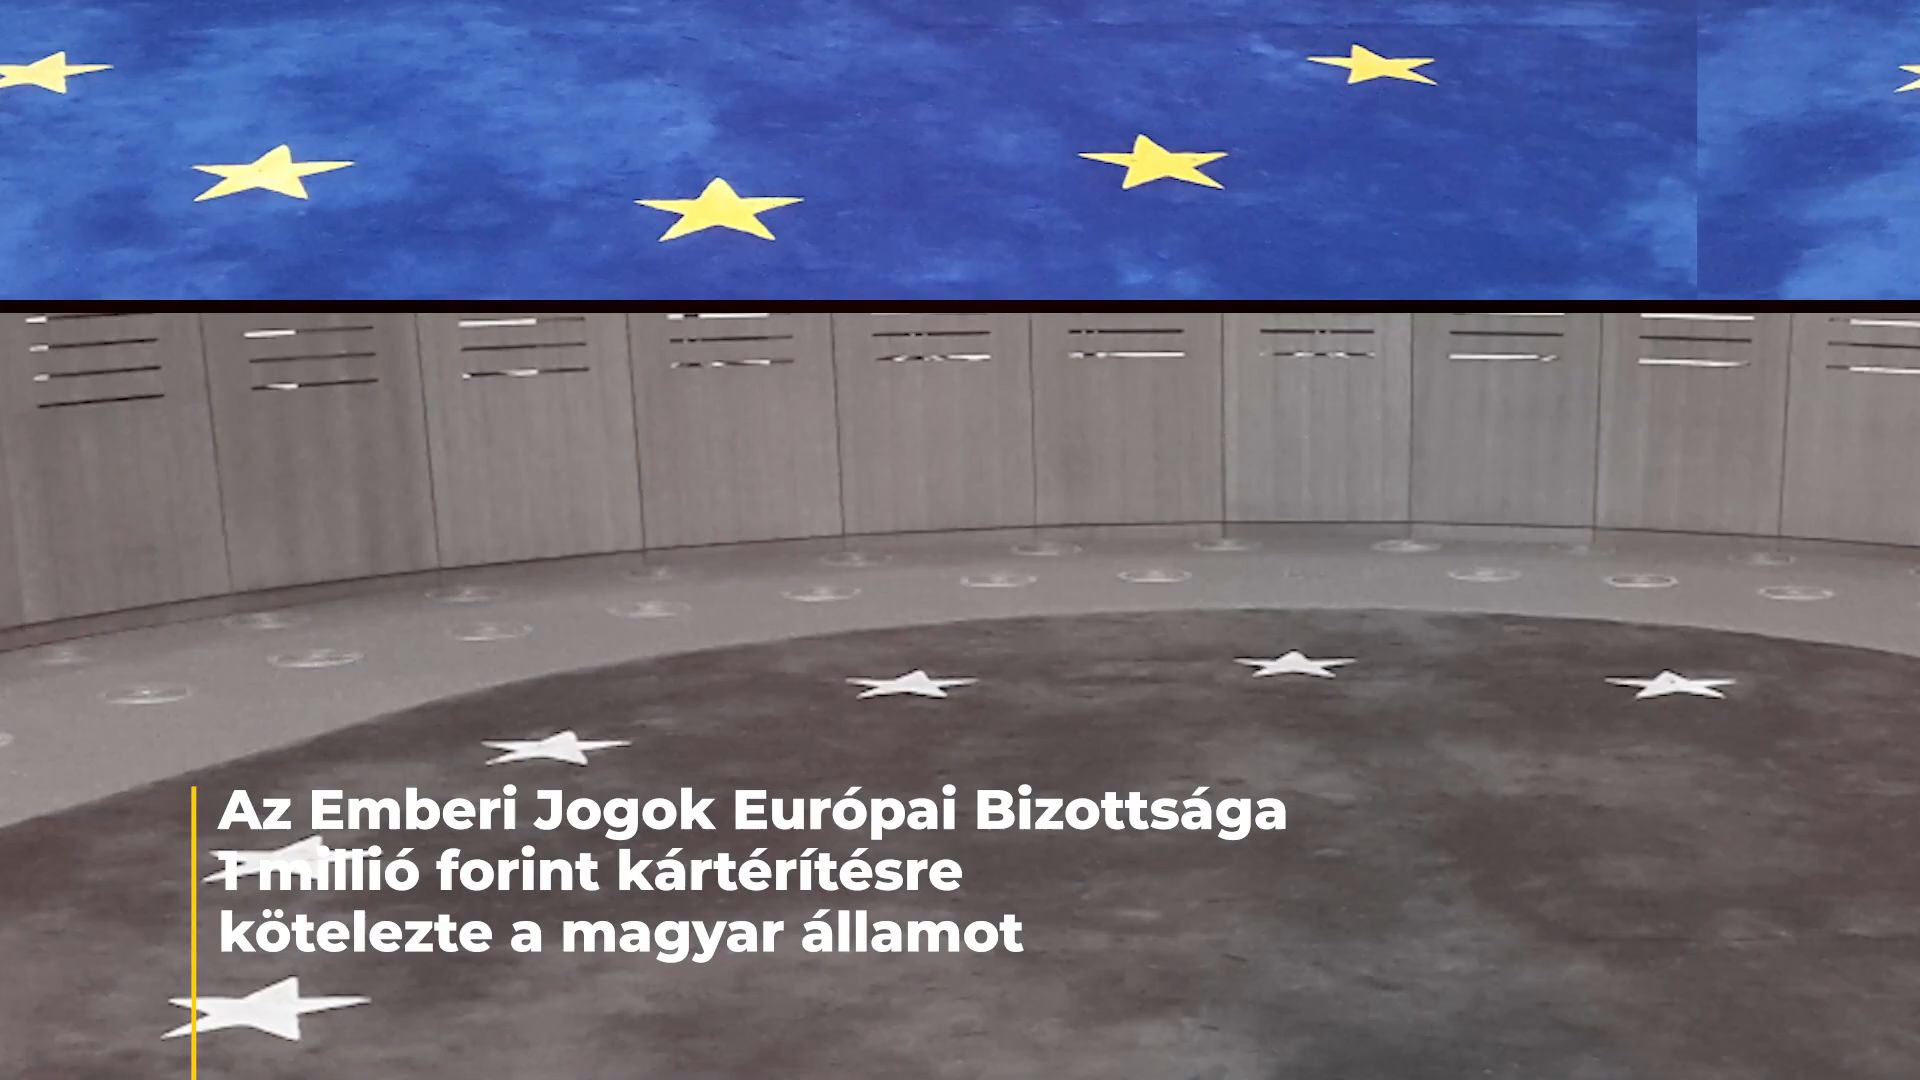 Az Emberi Jogok Európai Bizottsága
1 millió forint kártérítésre
kötelezte a magyar államot